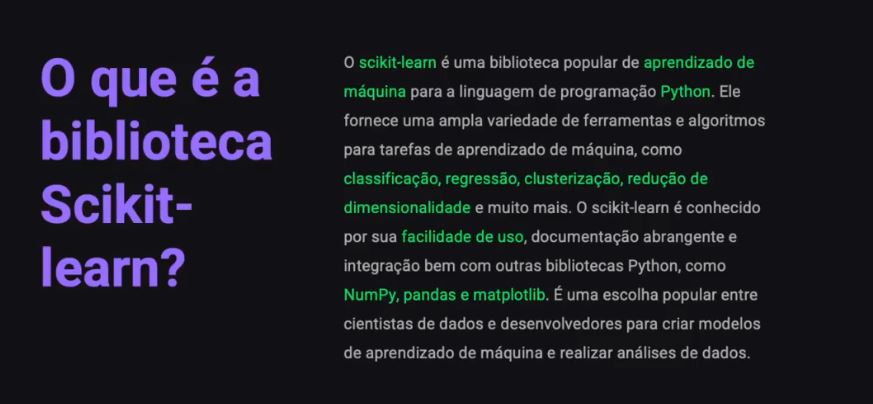 O que é a
biblioteca
Scikit-
learn?
O scikit-learn é uma biblioteca popular de aprendizado de
máquina para a linguagem de programação Python. Ele
fornece uma ampla variedade de ferramentas e algoritmos
para tarefas de aprendizado de máquina, como
classificação, regressão, clusterização, redução de
dimensionalidade e muito mais. O scikit-learn é conhecido
por sua facilidade de uso, documentação abrangente e
integração bem com outras bibliotecas Python, como
NumPy, pandas e matplotlib. É uma escolha popular entre
cientistas de dados e desenvolvedores para criar modelos
de aprendizado de máquina e realizar análises de dados.